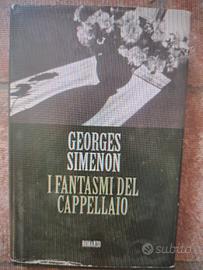 GEORGES
SIMENON
I FANTASMI DEL
CAPPELLAIO
ROMANZO
subito